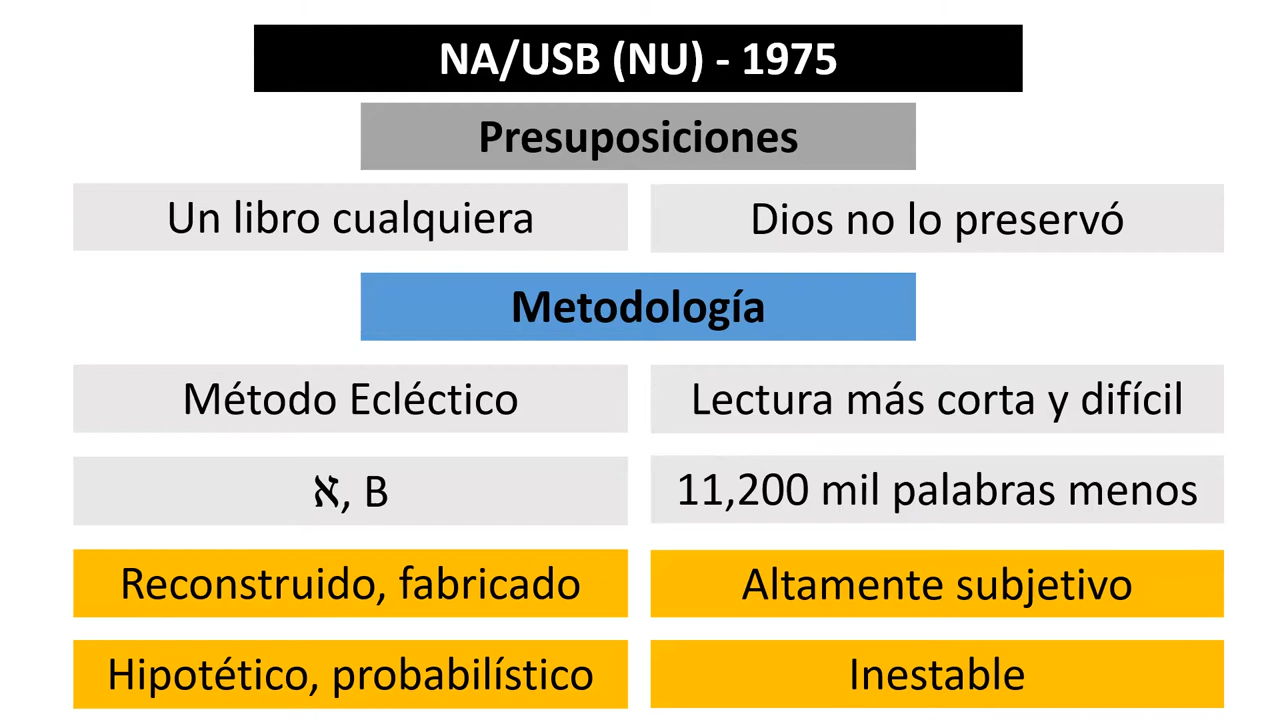 NA/USB (NU) - 1975
Presuposiciones
Un libro cualquiera
Dios no lo preservó
Metodología
Método Ecléctico
Lectura más corta y difícil
א, B
11,200 mil palabras menos
Reconstruido, fabricado
Altamente subjetivo
Hipotético, probabilístico
Inestable